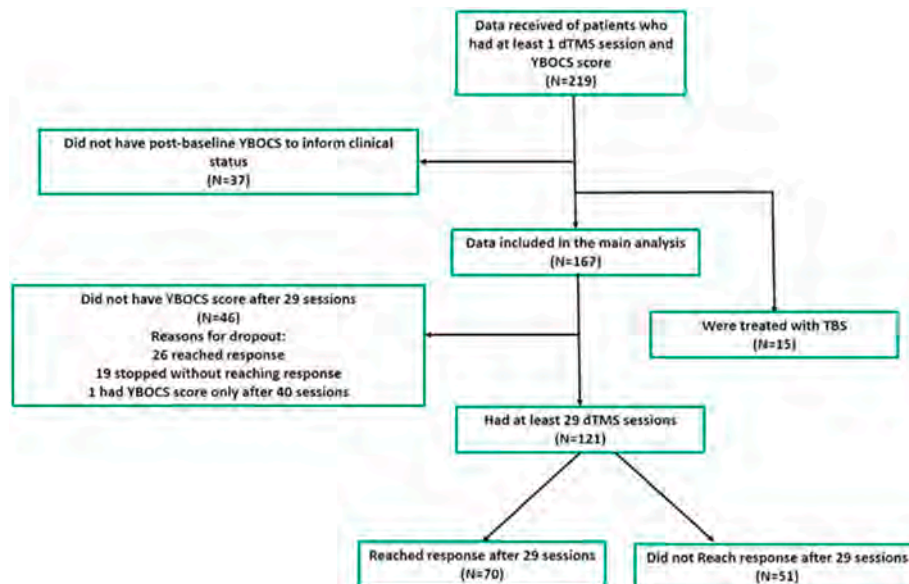 Data received of patients who
had at least 1 dTMS session and
YBOCS score
(N=219)
Did not have post-baseline YBOCS to inform clinical
status
(N=37)
Data included in the main analysis
(N=167)
Did not have YBOCS score after 29 sessions
(N=46)
Reasons for dropout:
26 reached response
19 stopped without reaching response
1 had YBOCS score only after 40 sessions
Were treated with TBS
(N=15)
Had at least 29 dTMS sessions
(N=121)
Reached response after 29 sessions
(N=70)
Did not Reach response after 29 sessions
(N=51)